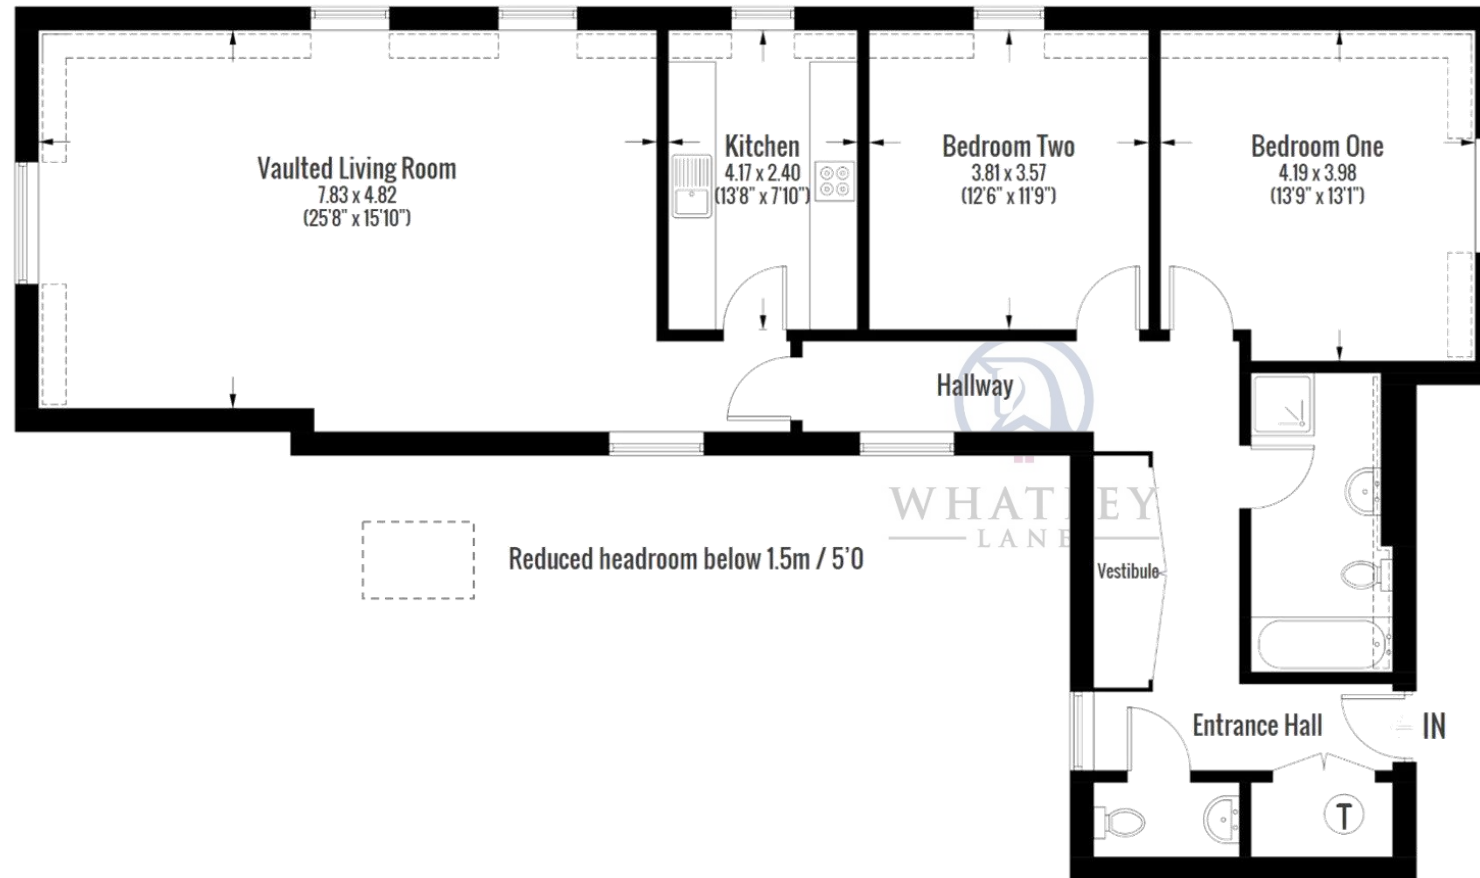 Vaulted Living Room
7.83 x 4.82
(25'8" x 15'10")
Kitchen
4.17 x 2.40
(13'8" x 7'10")
Bedroom Two
3.81 x 3.57
(12'6" x 11'9")
Bedroom One
4.19 x 3.98
(13'9" x 13'1")
Hallway
WHATLEY
LANE
Reduced headroom below 1.5m / 5'0
Vestibule
Entrance Hall
IN
T